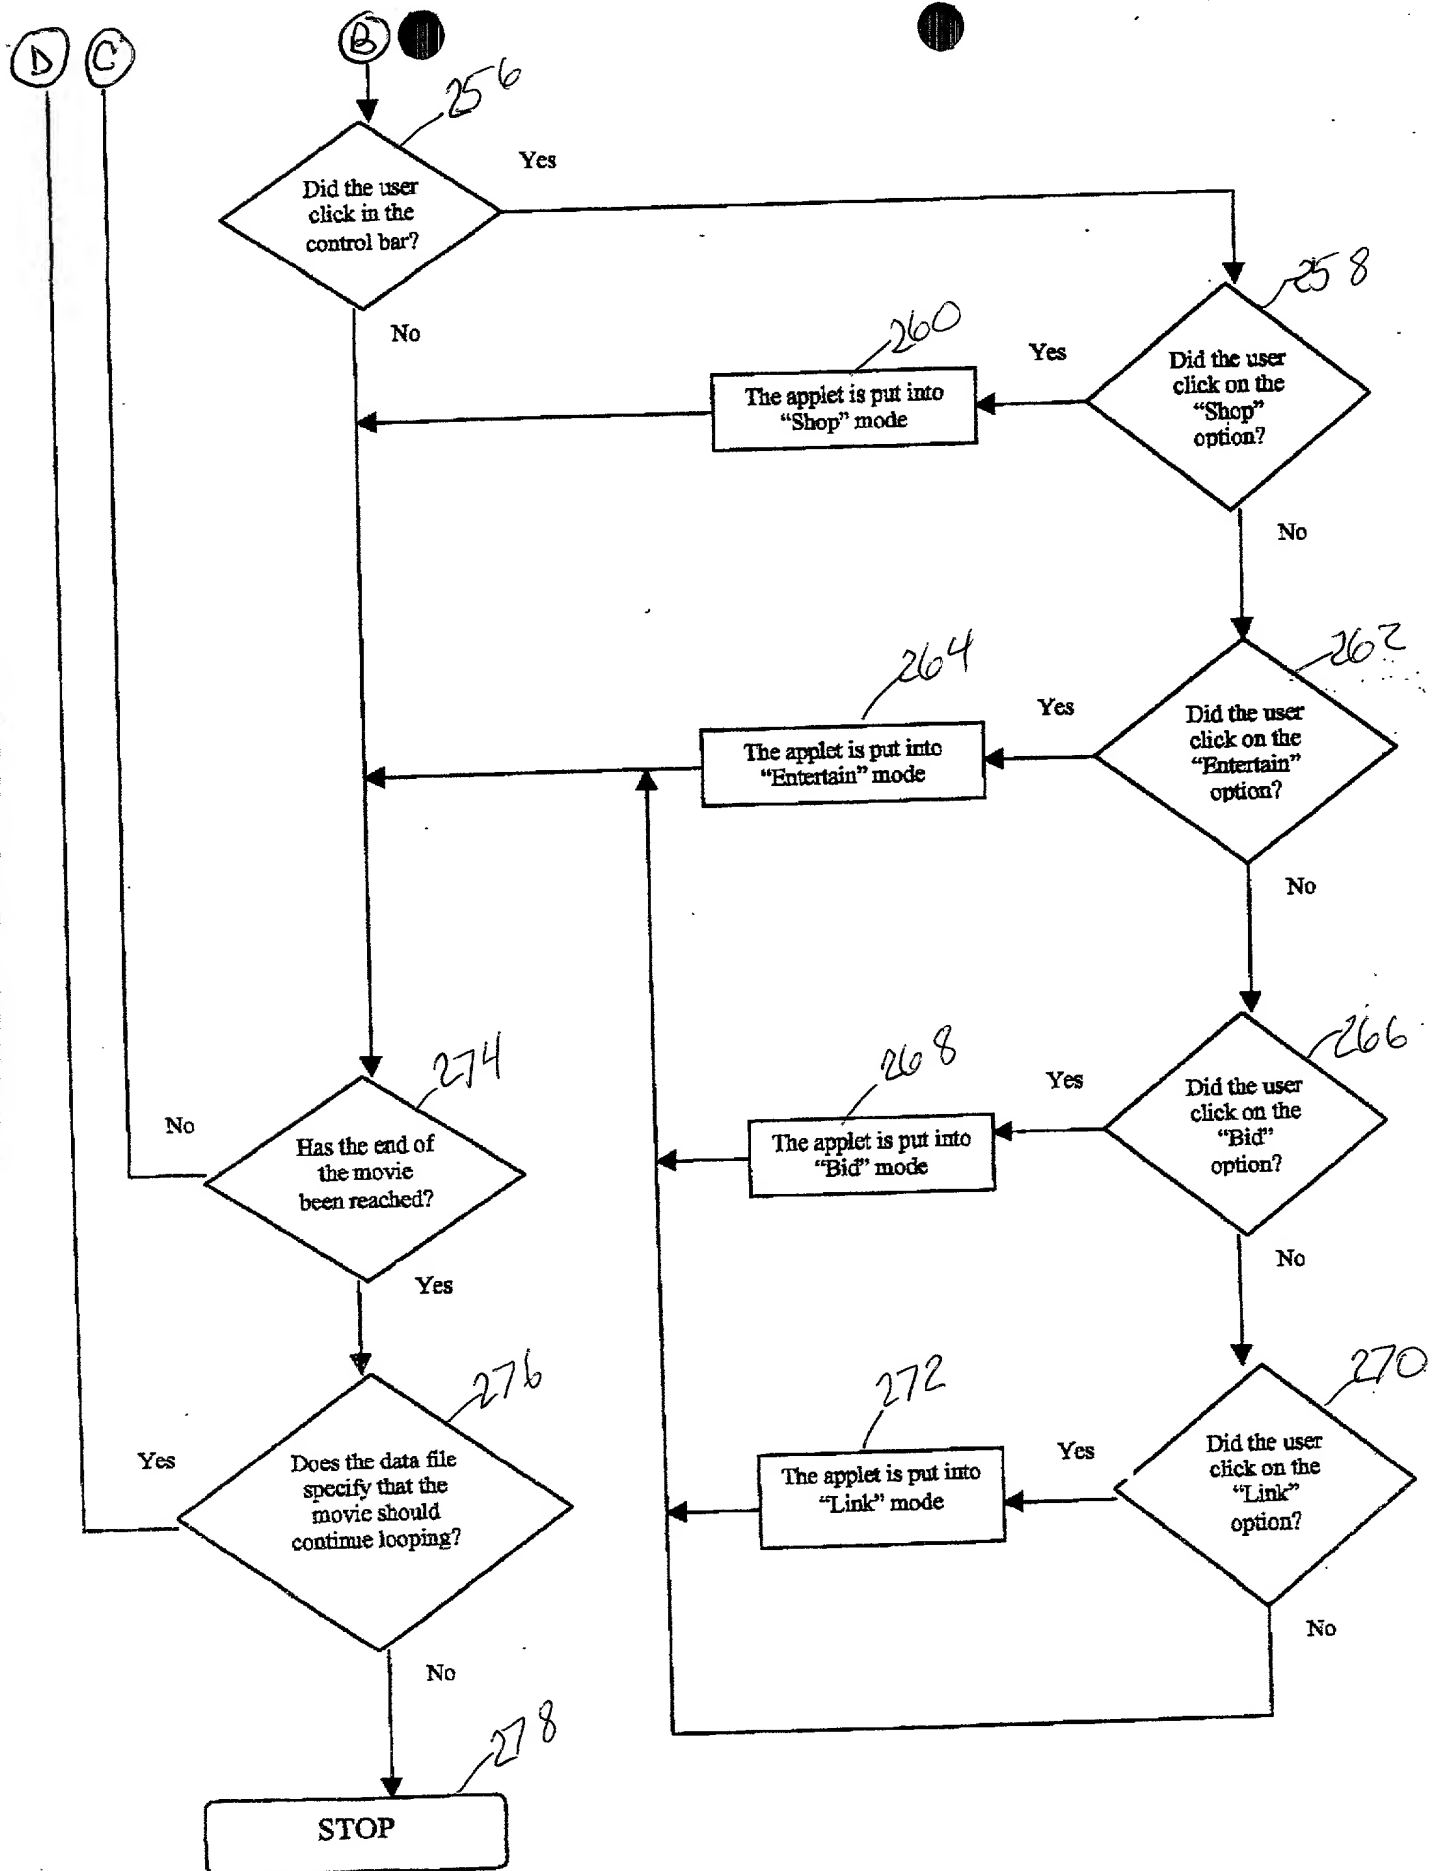 D
C
B
256
Did the user
click in the
control bar?
Yes
No
258
Did the user
click on the
“Shop”
option?
Yes
260
The applet is put into
“Shop” mode
No
262
Did the user
click on the
“Entertain”
option?
Yes
264
The applet is put into
“Entertain” mode
No
266
Did the user
click on the
“Bid”
option?
Yes
268
The applet is put into
“Bid” mode
No
270
Did the user
click on the
“Link”
option?
Yes
272
The applet is put into
“Link” mode
No
274
Has the end of
the movie
been reached?
No
Yes
276
Does the data file
specify that the
movie should
continue looping?
Yes
No
278
STOP